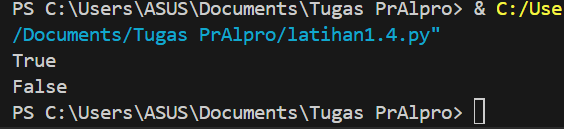 PS C:\Users\ASUS\Documents\Tugas PrAlpro> & C:/Use
/Documents/Tugas PrAlpro/latihan1.4.py"
True
False
PS C:\Users\ASUS\Documents\Tugas PrAlpro>